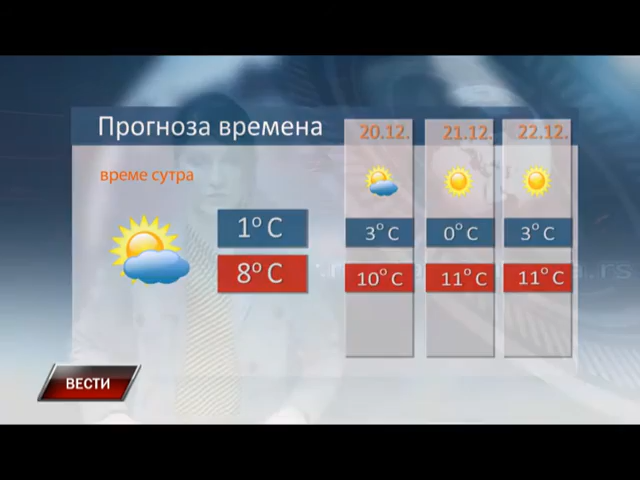 Прогноза времена
време сутра
1° C
8° C
20.12.
21.12.
22.12.
3° C
0° C
3° C
10° C
11° C
11° C
ВЕСТИ